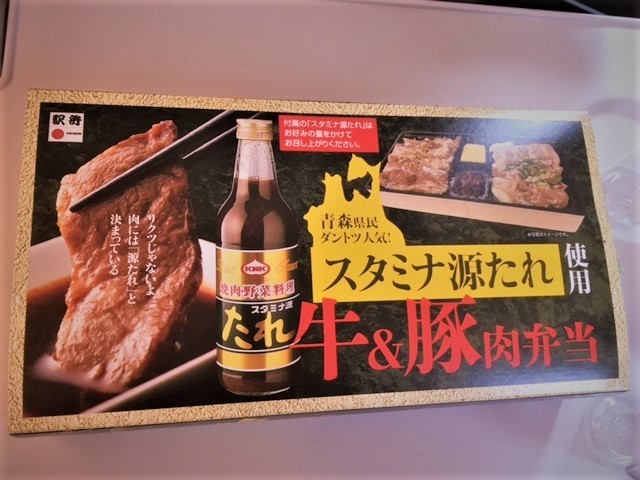 駅弁
付属の「スタミナ源たれ」は
お好みの量をかけて
お召し上がりください。
リクツじゃないよ
肉には「源たれ」と
決まっている
KNK
焼肉・野菜料理
スタミナ源
たれ
※写真はイメージです。
青森県民
ダントツ人気!
スタミナ源たれ使用
牛&豚肉弁当